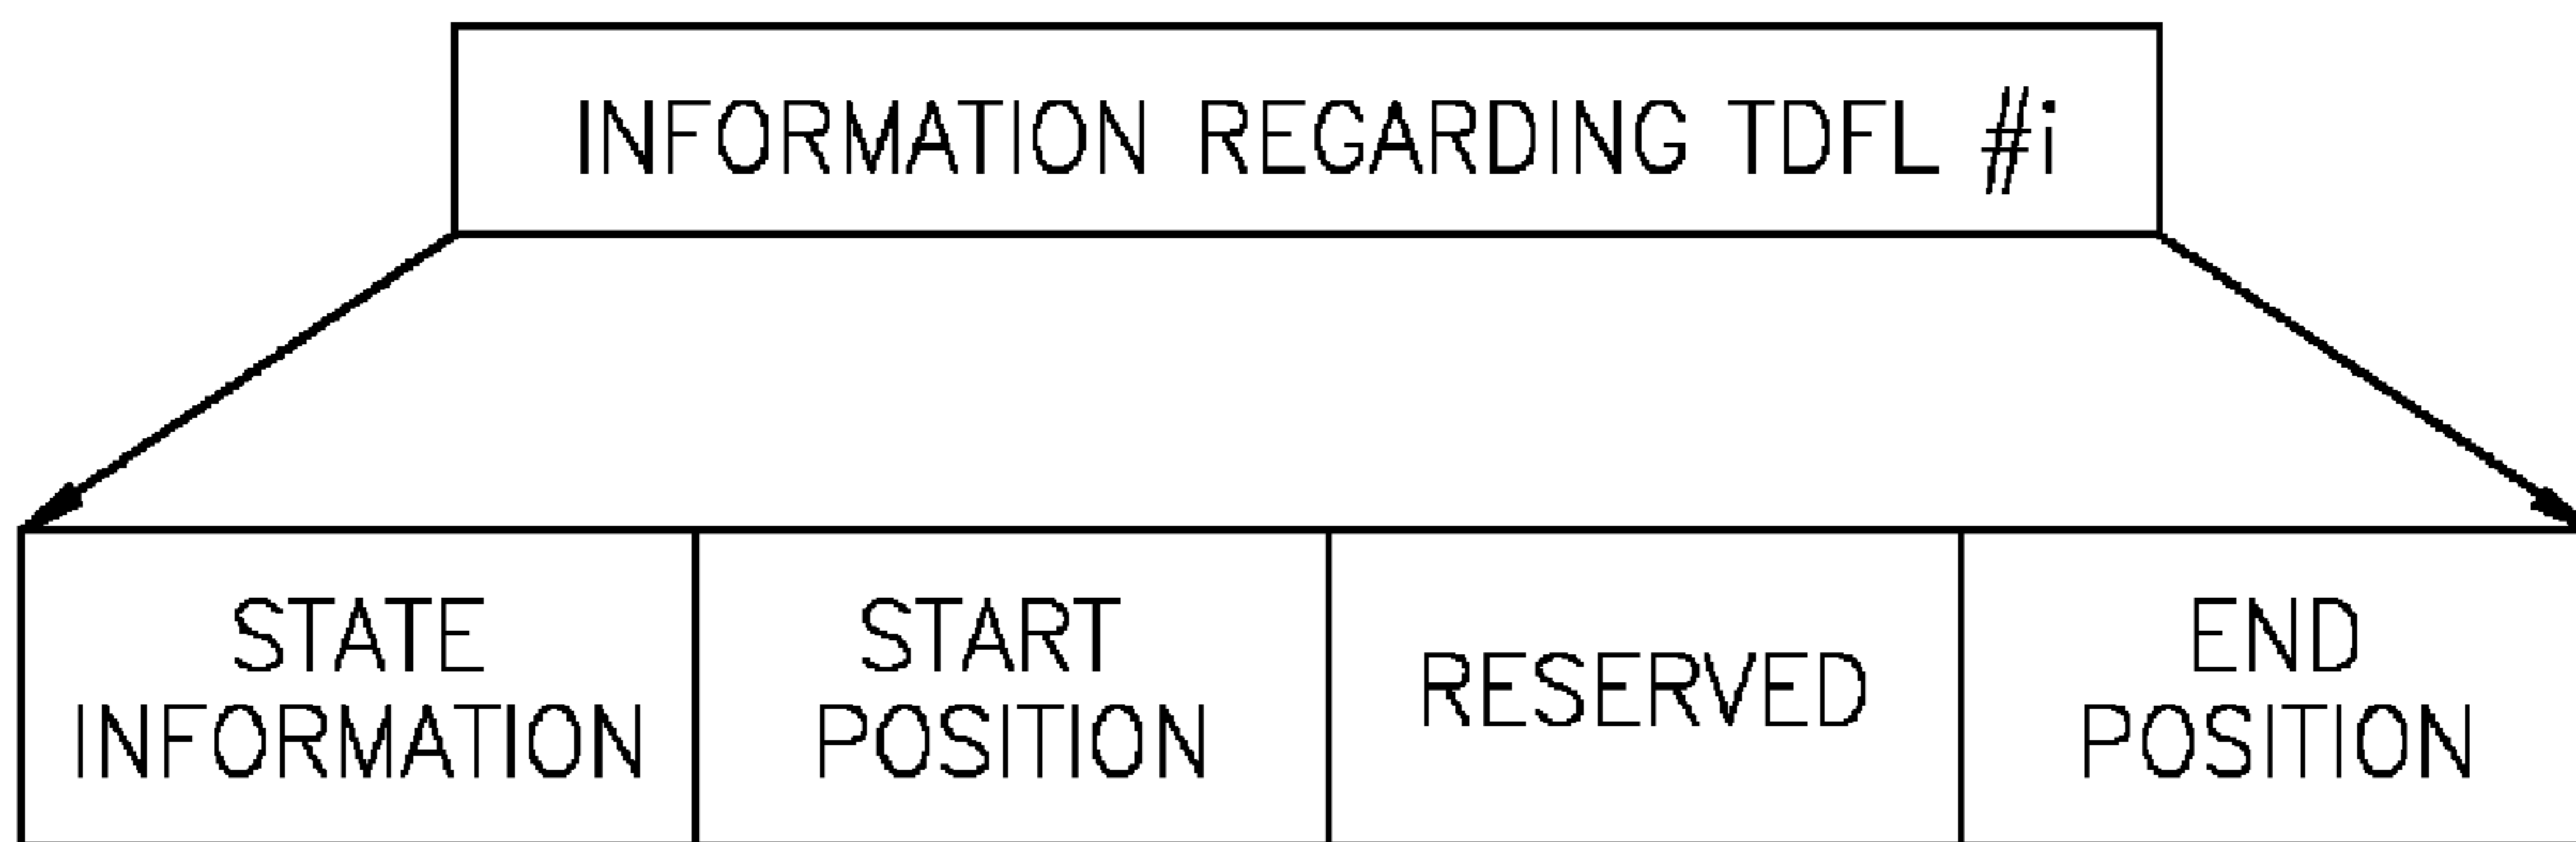 INFORMATION REGARDING TDFL #i
STATE
INFORMATION
START
POSITION
RESERVED
END
POSITION